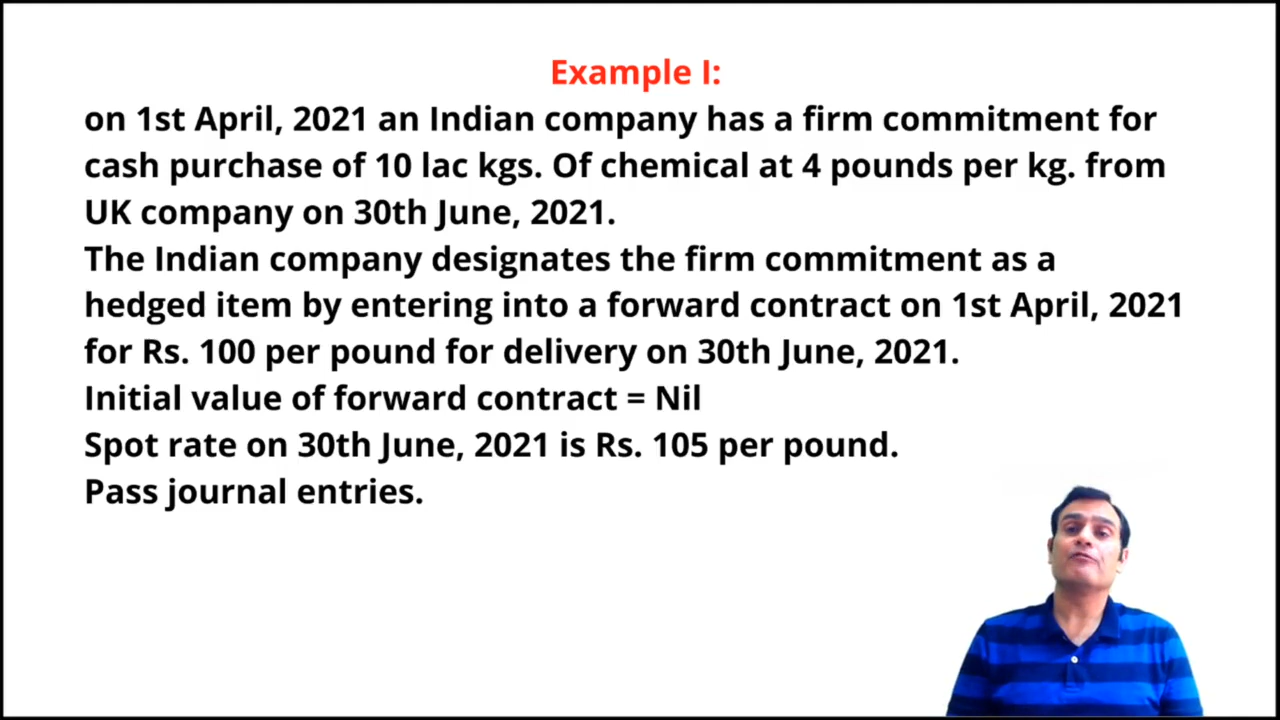 Example I:
on 1st April, 2021 an Indian company has a firm commitment for
cash purchase of 10 lac kgs. Of chemical at 4 pounds per kg. from
UK company on 30th June, 2021.
The Indian company designates the firm commitment as a
hedged item by entering into a forward contract on 1st April, 2021
for Rs. 100 per pound for delivery on 30th June, 2021.
Initial value of forward contract = Nil
Spot rate on 30th June, 2021 is Rs. 105 per pound.
Pass journal entries.